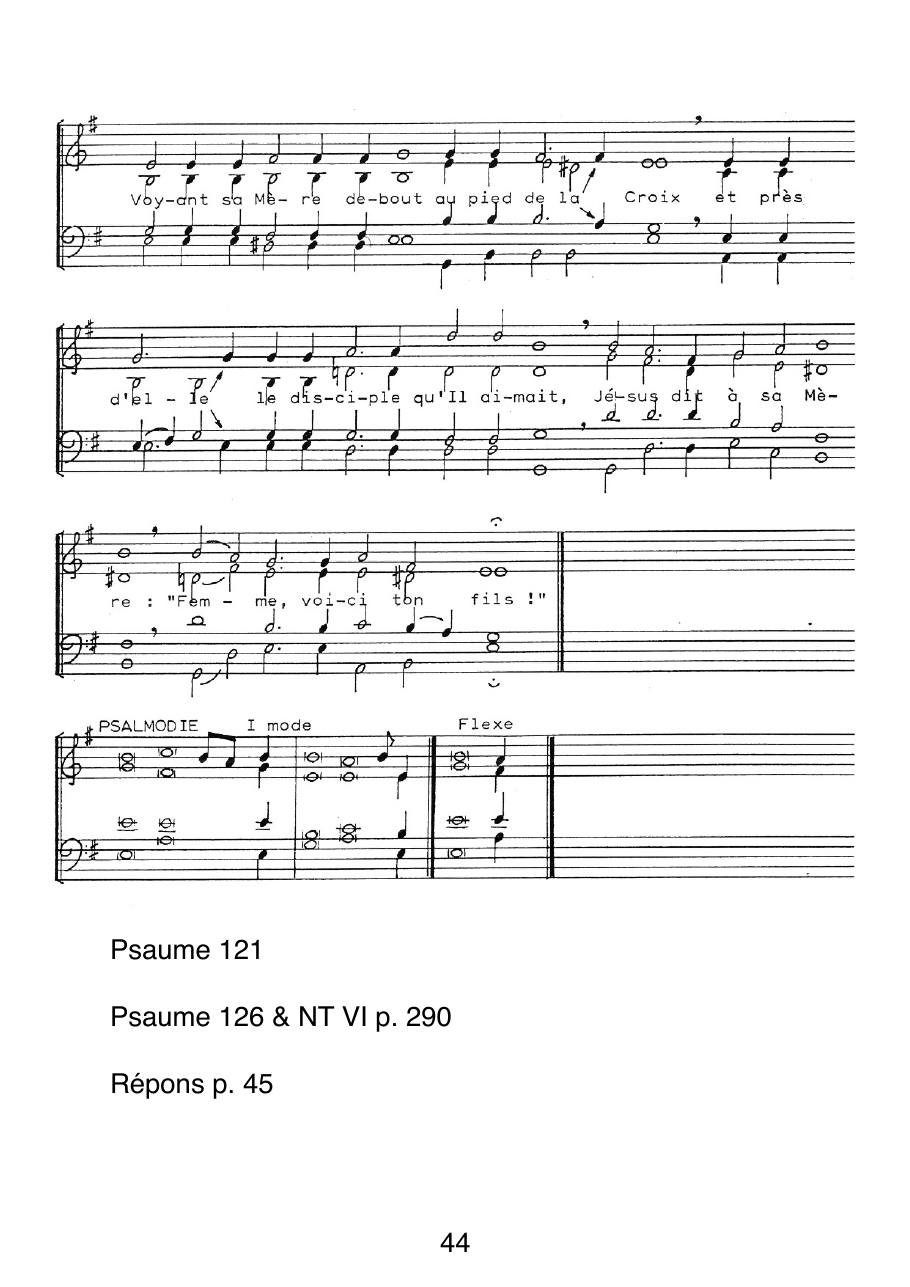 Voy-ant sa Mè- re de-bout au pied de la Croix et près
d'el - le le dis-ci-ple qu'Il ai-mait, Jé-sus dit à sa Mè-
re : "Fem - me, voi-ci ton fils !"
PSALMODIE I mode Flexe
Psaume 121
Psaume 126 & NT VI p. 290
Répons p. 45
44